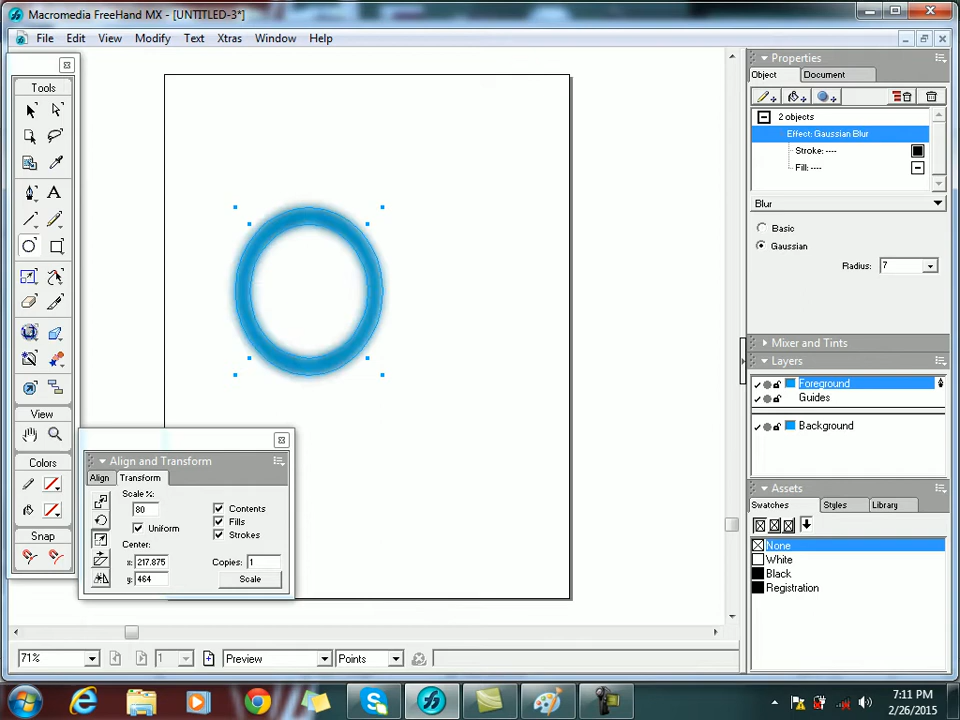 Macromedia FreeHand MX - [UNTITLED-3*]
File Edit View Modify Text Xtras Window Help
Tools
View
Colors
Snap
Align and Transform
Align Transform
Scale %:
80
Uniform
Center:
x: 217.875
y: 464
Contents
Fills
Strokes
Copies: 1
Scale
Properties
Object Document
2 objects
Effect: Gaussian Blur
Stroke: ----
Fill: ----
Blur
Basic
Gaussian
Radius: 7
Mixer and Tints
Layers
Foreground
Guides
Background
Assets
Swatches Styles Library
None
White
Black
Registration
71% 1 Preview Points
7:11 PM
2/26/2015